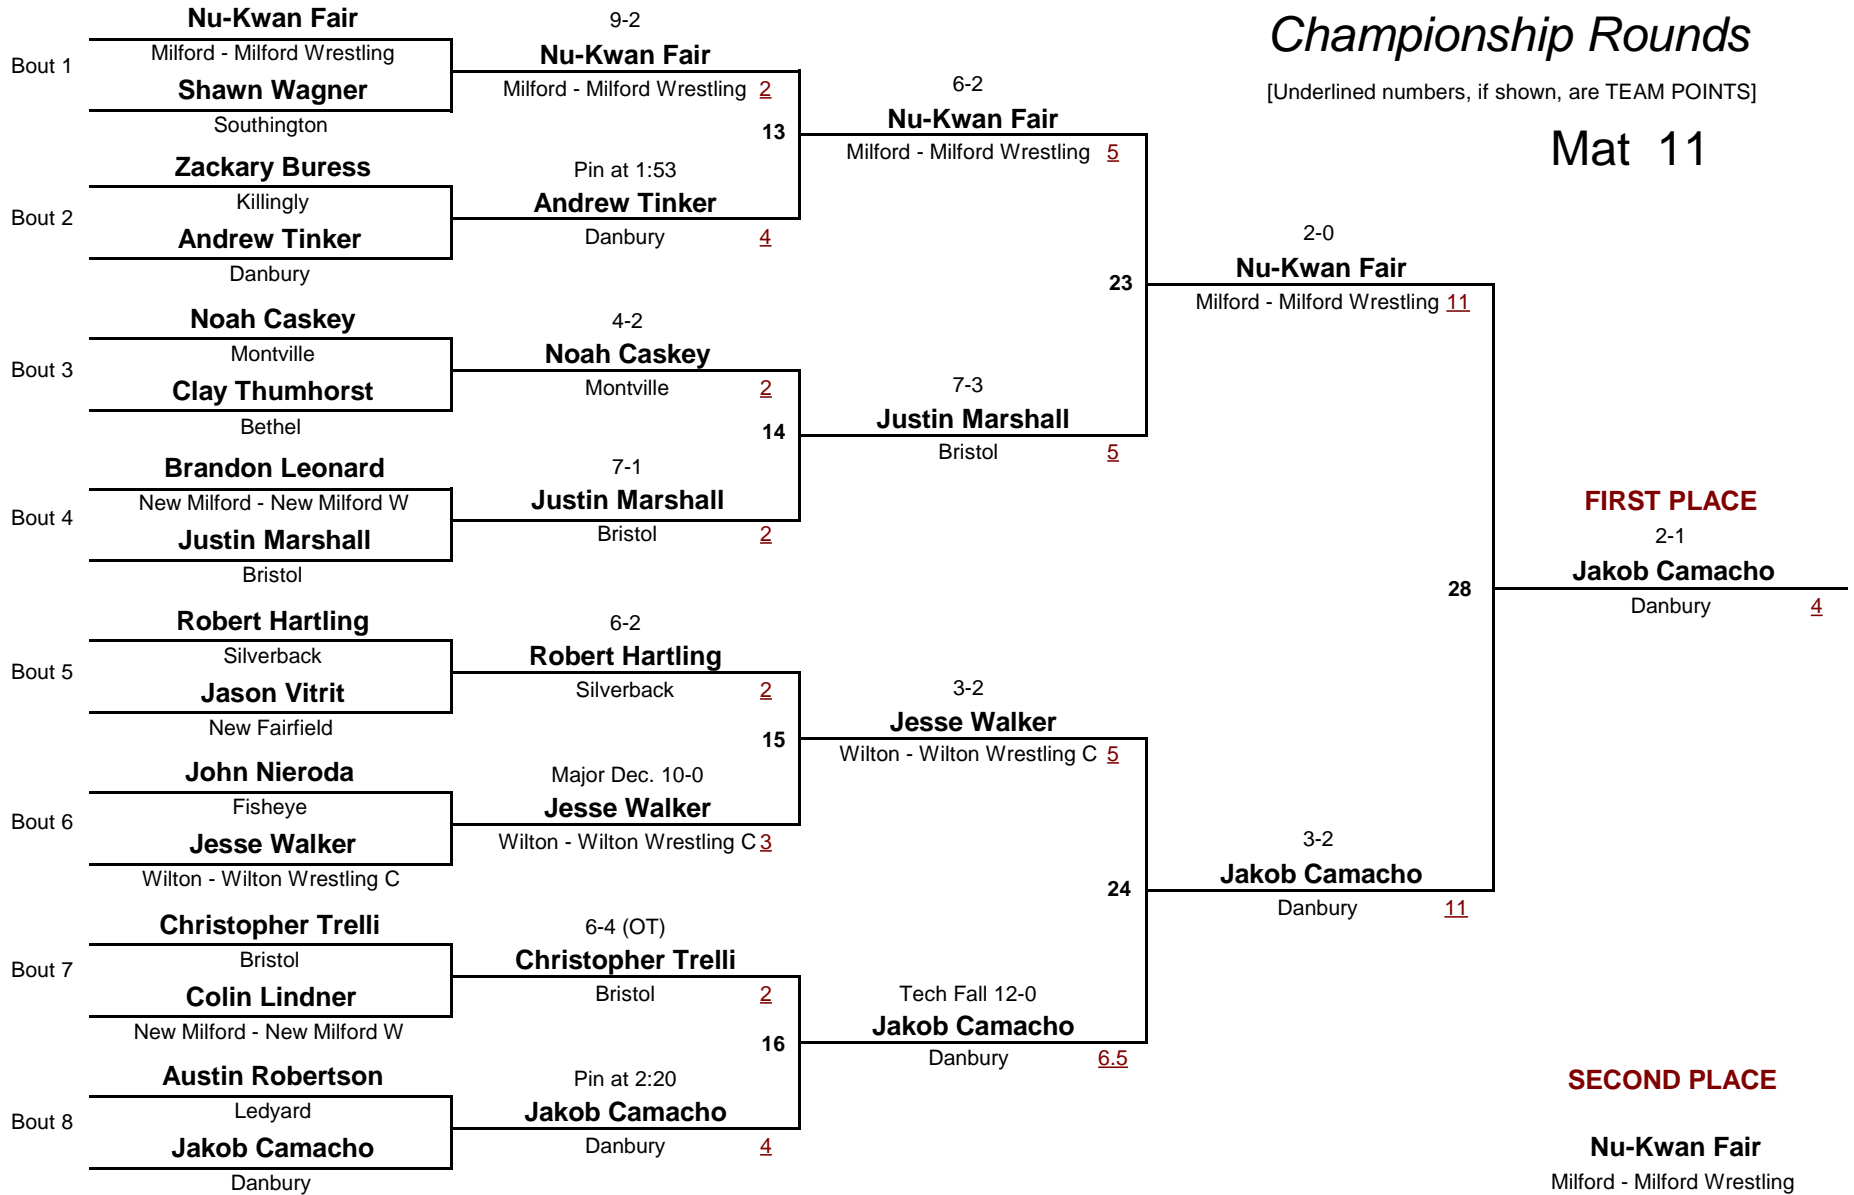 Championship Rounds
[Underlined numbers, if shown, are TEAM POINTS]
Mat 11
Bout 1
Nu-Kwan Fair
Milford - Milford Wrestling
Shawn Wagner
Southington
Bout 2
Zackary Buress
Killingly
Andrew Tinker
Danbury
Bout 3
Noah Caskey
Montville
Clay Thumhorst
Bethel
Bout 4
Brandon Leonard
New Milford - New Milford W
Justin Marshall
Bristol
Bout 5
Robert Hartling
Silverback
Jason Vitrit
New Fairfield
Bout 6
John Nieroda
Fisheye
Jesse Walker
Wilton - Wilton Wrestling C
Bout 7
Christopher Trelli
Bristol
Colin Lindner
New Milford - New Milford W
Bout 8
Austin Robertson
Ledyard
Jakob Camacho
Danbury
9-2
Nu-Kwan Fair
Milford - Milford Wrestling 2
13
Pin at 1:53
Andrew Tinker
Danbury 4
4-2
Noah Caskey
Montville 2
14
7-1
Justin Marshall
Bristol 2
6-2
Robert Hartling
Silverback 2
15
Major Dec. 10-0
Jesse Walker
Wilton - Wilton Wrestling C 3
6-4 (OT)
Christopher Trelli
Bristol 2
16
Pin at 2:20
Jakob Camacho
Danbury 4
6-2
Nu-Kwan Fair
Milford - Milford Wrestling 5
23
7-3
Justin Marshall
Bristol 5
3-2
Jesse Walker
Wilton - Wilton Wrestling C 5
24
Tech Fall 12-0
Jakob Camacho
Danbury 6.5
2-0
Nu-Kwan Fair
Milford - Milford Wrestling 11
28
3-2
Jakob Camacho
Danbury 11
FIRST PLACE
2-1
Jakob Camacho
Danbury 4
SECOND PLACE
Nu-Kwan Fair
Milford - Milford Wrestling